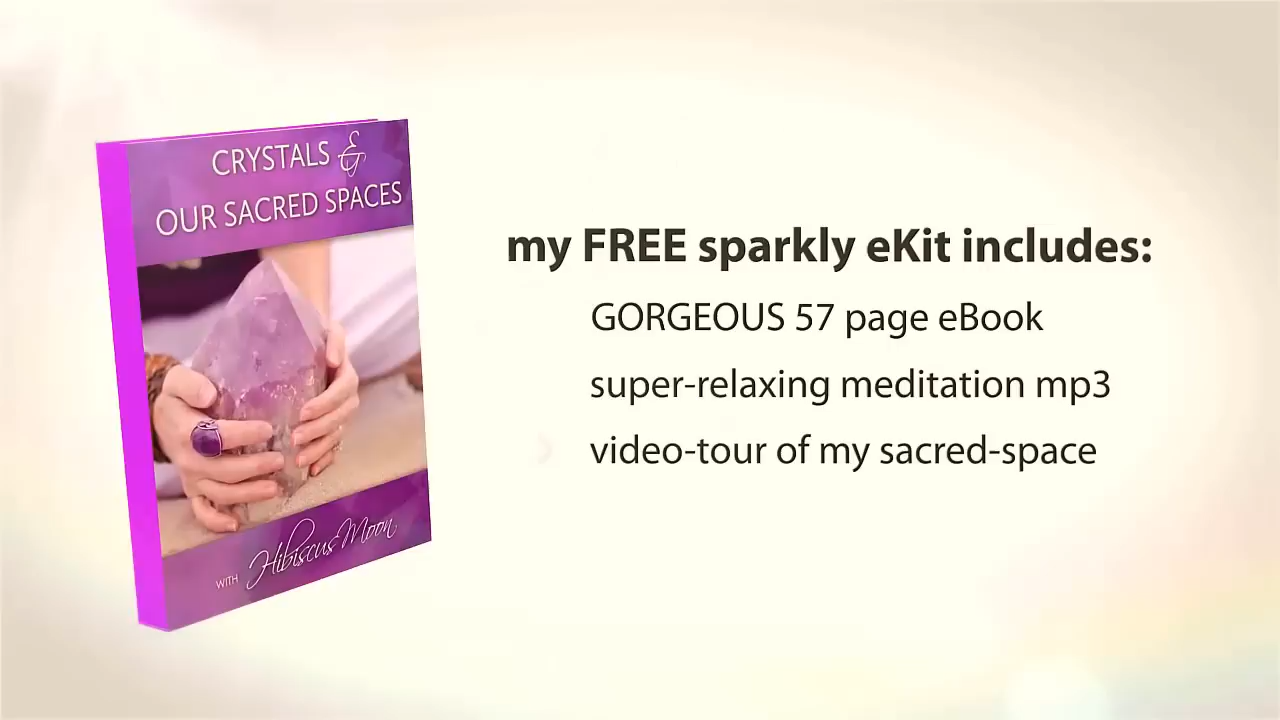 CRYSTALS &
OUR SACRED SPACES
WITH Hibiscus Moon
my FREE sparkly eKit includes:
GORGEOUS 57 page eBook
super-relaxing meditation mp3
video-tour of my sacred-space